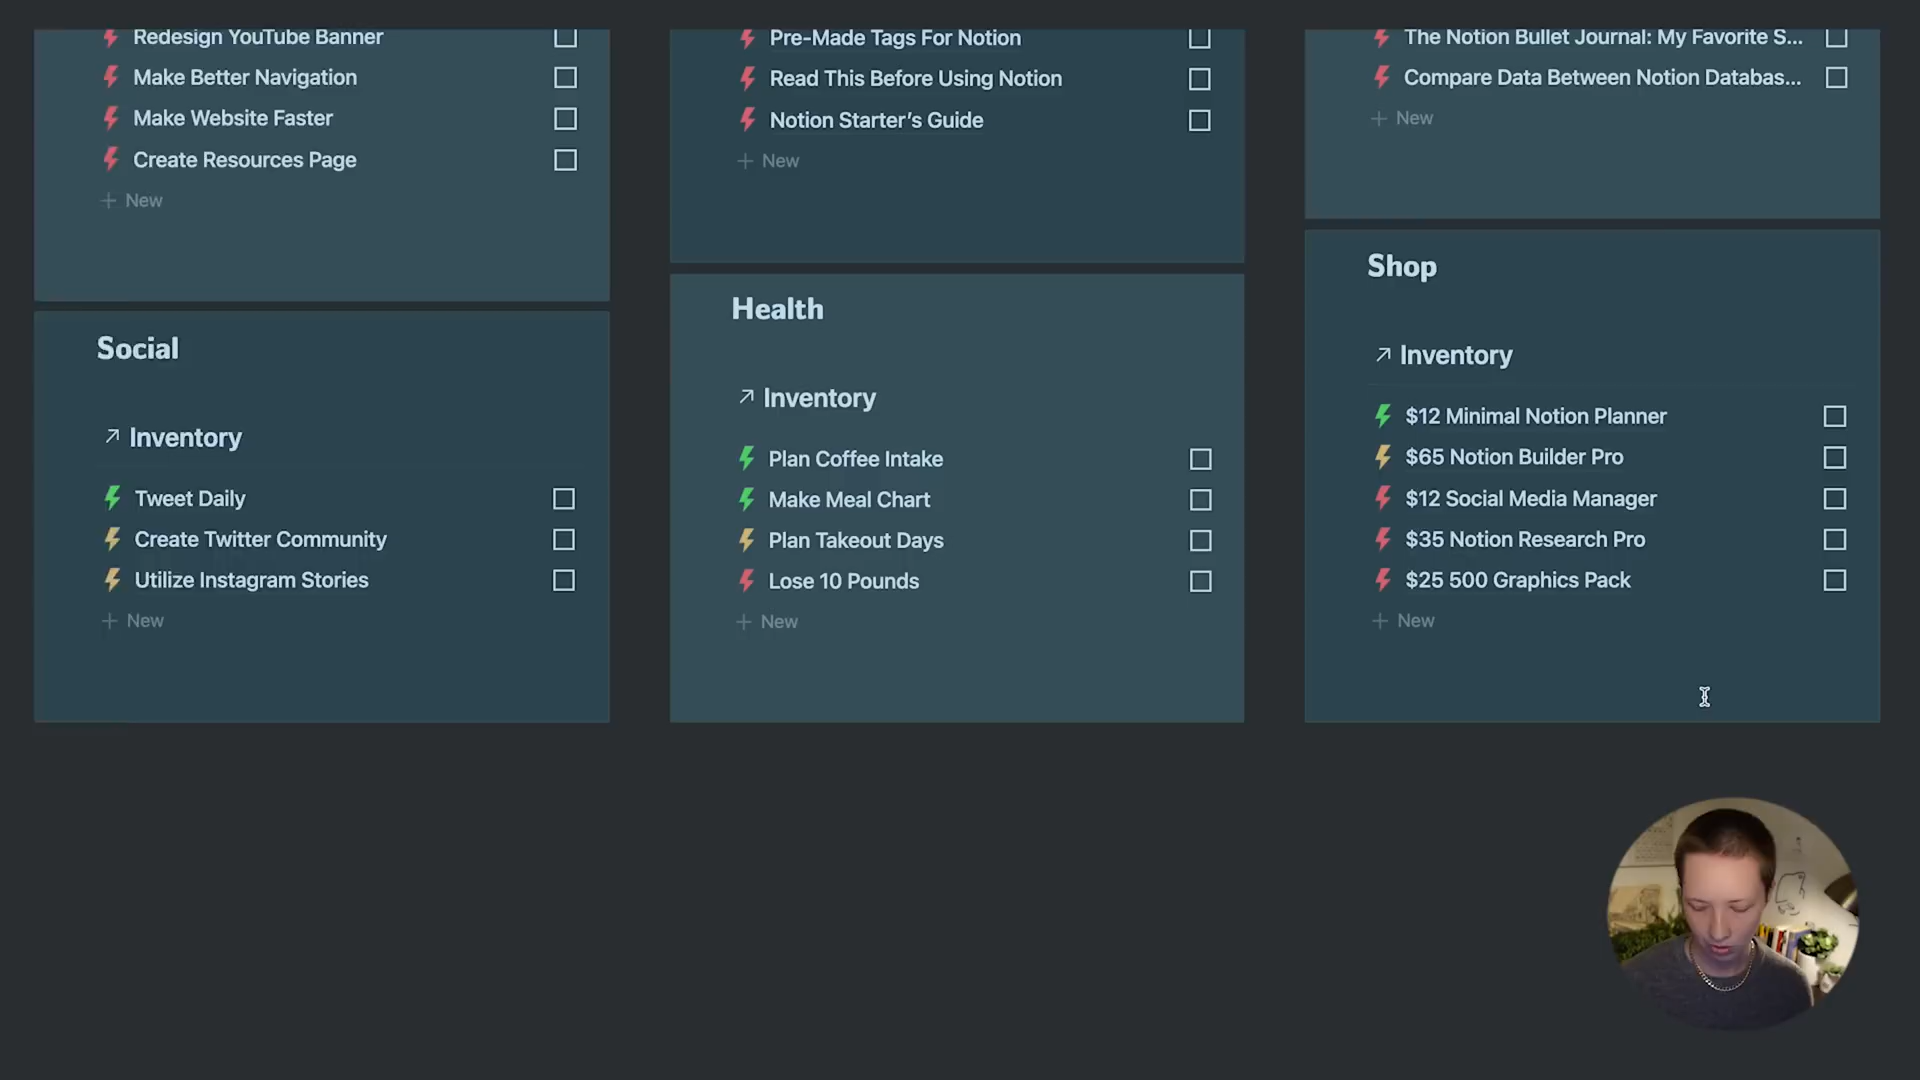 Redesign YouTube Banner
Make Better Navigation
Make Website Faster
Create Resources Page
+ New
Social
↗ Inventory
Tweet Daily
Create Twitter Community
Utilize Instagram Stories
+ New
Pre-Made Tags For Notion
Read This Before Using Notion
Notion Starter’s Guide
+ New
Health
↗ Inventory
Plan Coffee Intake
Make Meal Chart
Plan Takeout Days
Lose 10 Pounds
+ New
The Notion Bullet Journal: My Favorite S...
Compare Data Between Notion Databas...
+ New
Shop
↗ Inventory
$12 Minimal Notion Planner
$65 Notion Builder Pro
$12 Social Media Manager
$35 Notion Research Pro
$25 500 Graphics Pack
+ New